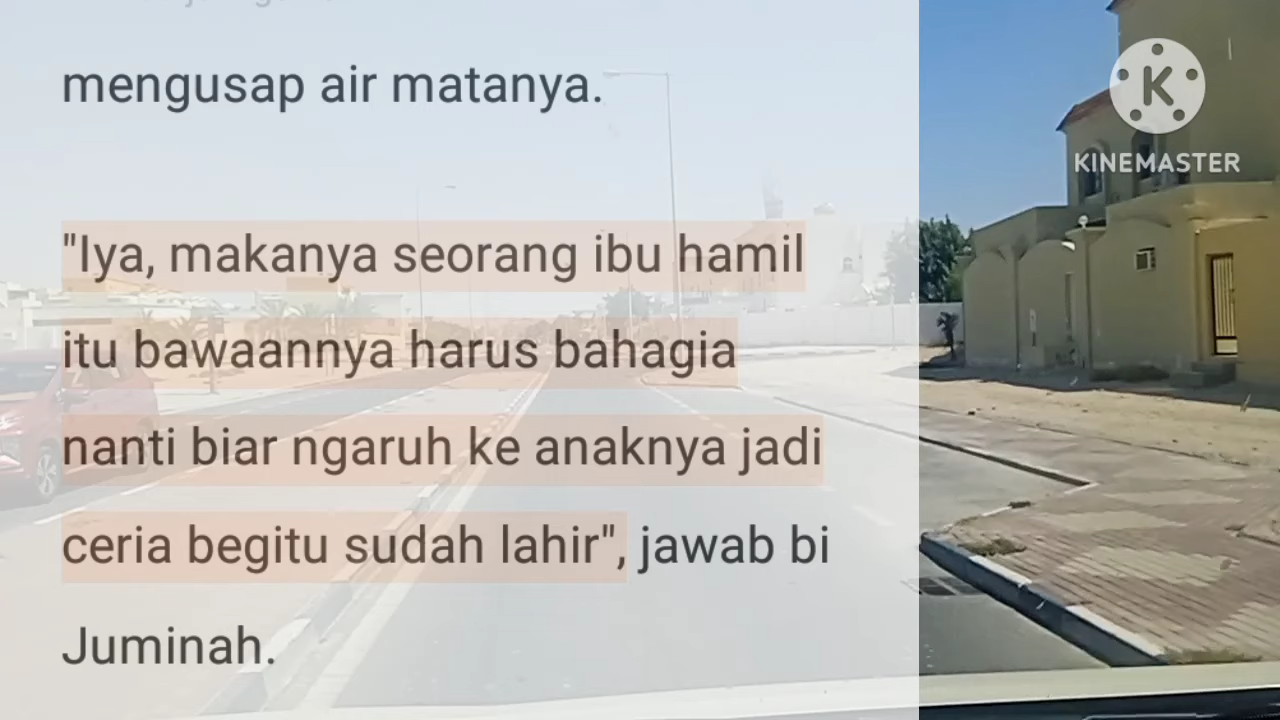 mengusap air matanya.
"Iya, makanya seorang ibu hamil
itu bawaannya harus bahagia
nanti biar ngaruh ke anaknya jadi
ceria begitu sudah lahir", jawab bi
Juminah.
K
KINEMASTER